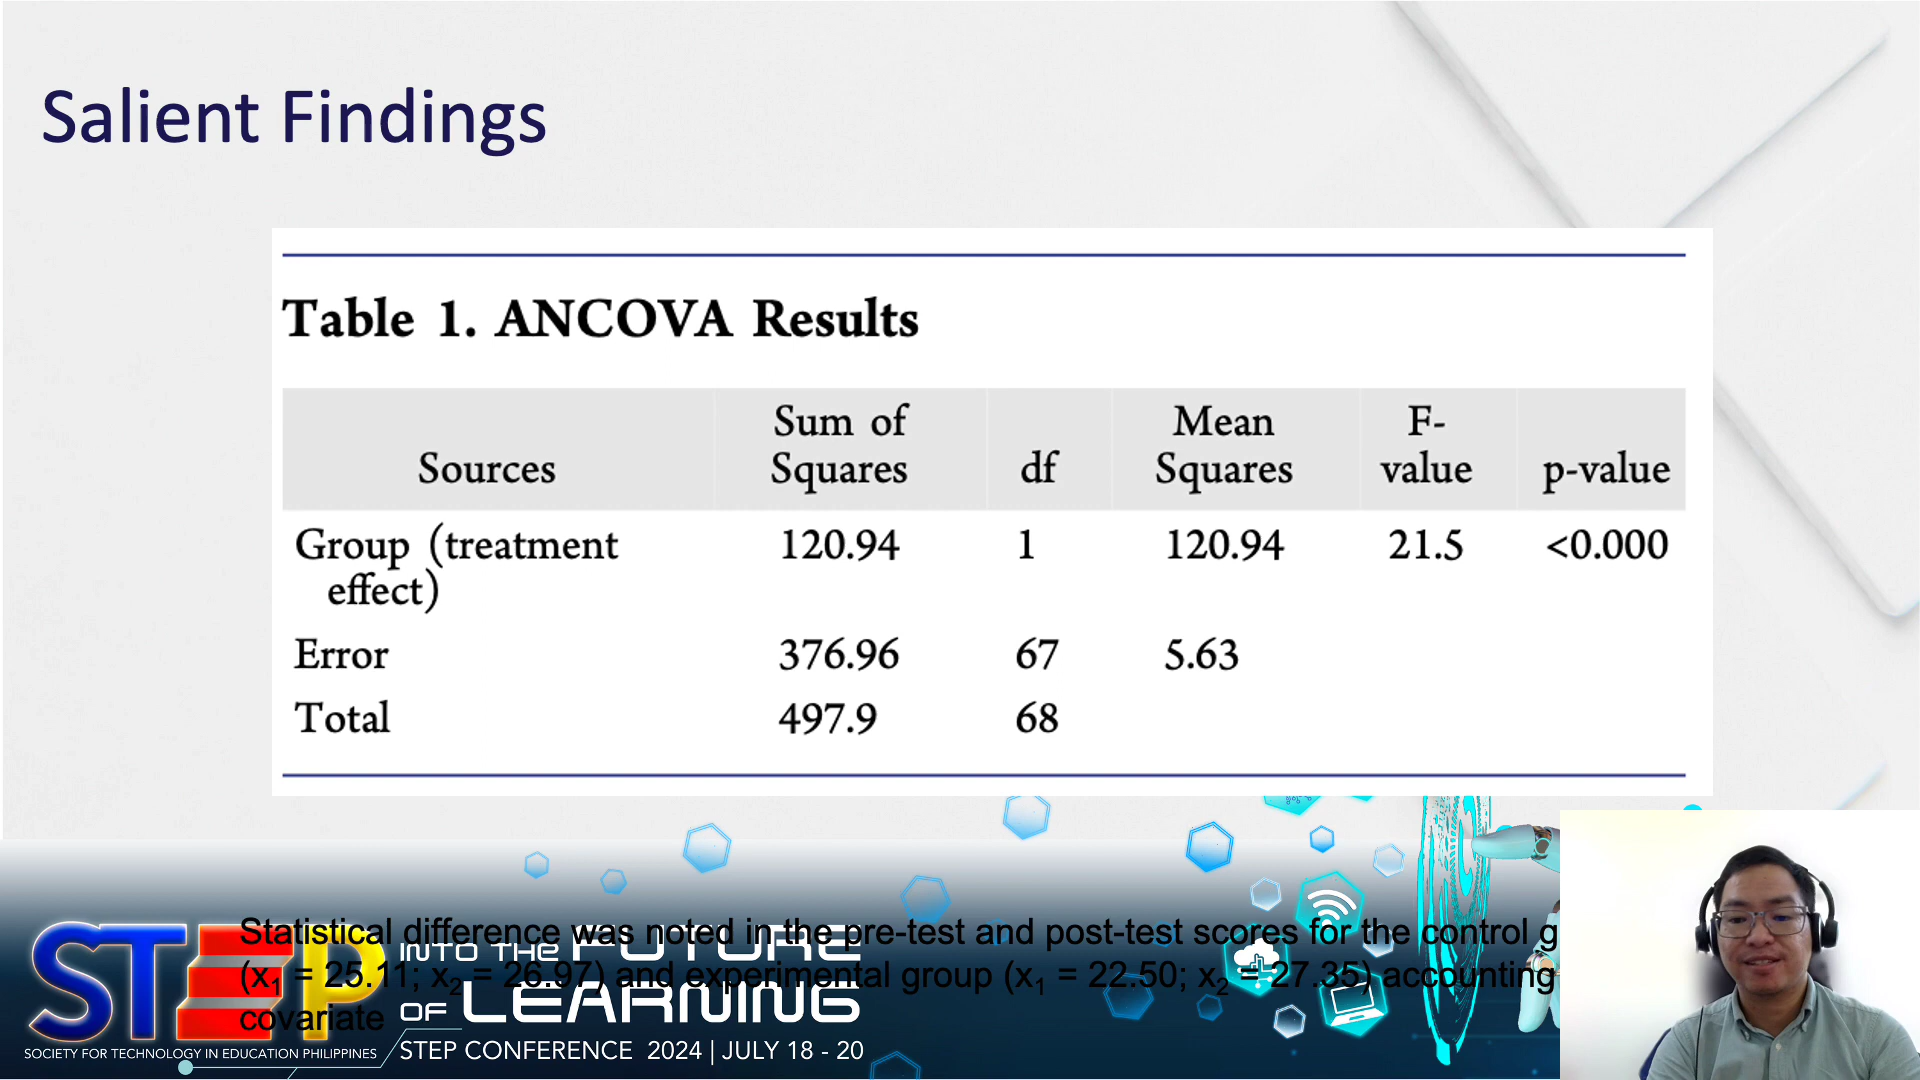 Salient Findings
Table 1. ANCOVA Results
Sources Sum of Squares df Mean Squares F-value p-value
Group (treatment effect) 120.94 1 120.94 21.5 <0.000
Error 376.96 67 5.63
Total 497.9 68
Statistical difference was noted in the pre-test and post-test scores for the control g
(x₁ = 25.11; x₂ = 26.97) and experimental group (x₁ = 22.50; x₂ = 27.35) accounting
covariate
STEP
SOCIETY FOR TECHNOLOGY IN EDUCATION PHILIPPINES
INTO THE FUTURE
OF LEARNING
STEP CONFERENCE 2024 | JULY 18 - 20